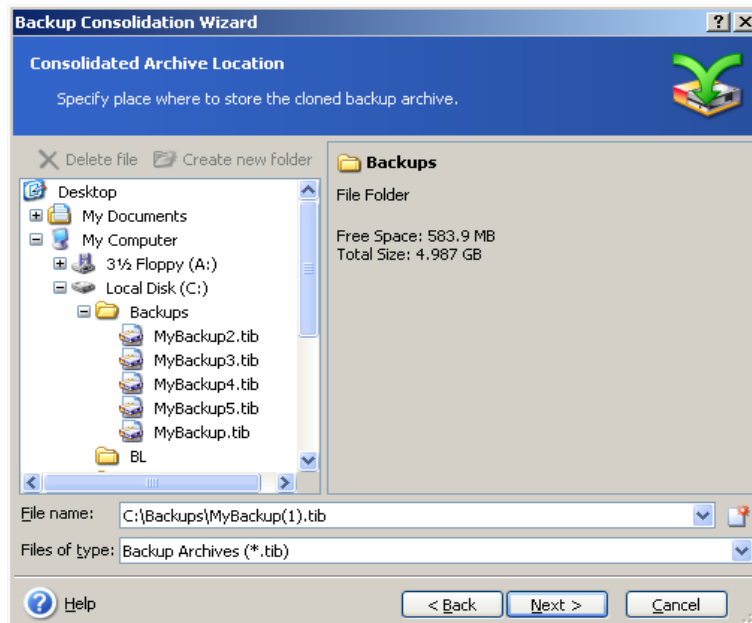 Backup Consolidation Wizard
Consolidated Archive Location
Specify place where to store the cloned backup archive.
Delete file Create new folder
Desktop
My Documents
My Computer
3½ Floppy (A:)
Local Disk (C:)
Backups
MyBackup2.tib
MyBackup3.tib
MyBackup4.tib
MyBackup5.tib
MyBackup.tib
BL
Backups
File Folder
Free Space: 583.9 MB
Total Size: 4.987 GB
File name: C:\Backups\MyBackup(1).tib
Files of type: Backup Archives (*.tib)
Help < Back Next > Cancel